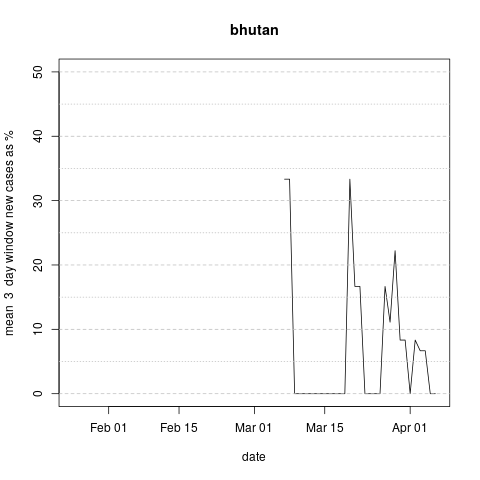 bhutan
mean 3 day window new cases as %
50
40
30
20
10
0
Feb 01
Feb 15
Mar 01
Mar 15
Apr 01
date